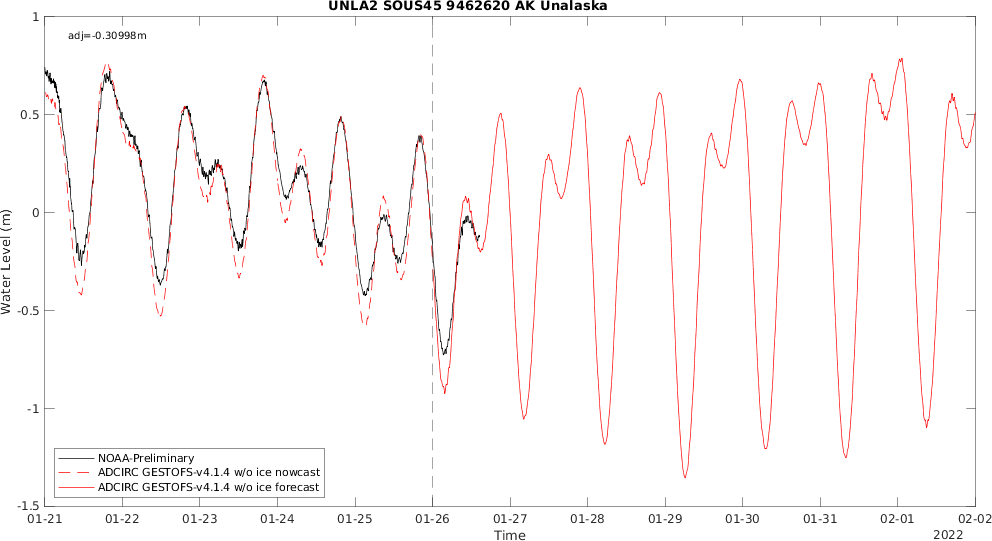 UNLA2 SOUS45 9462620 AK Unalaska
adj=-0.30998m
Water Level (m)
1
0.5
0
-0.5
-1
-1.5
NOAA-Preliminary
ADCIRC GESTOFS-v4.1.4 w/o ice nowcast
ADCIRC GESTOFS-v4.1.4 w/o ice forecast
01-21 01-22 01-23 01-24 01-25 01-26 01-27 01-28 01-29 01-30 01-31 02-01 02-02
Time
2022